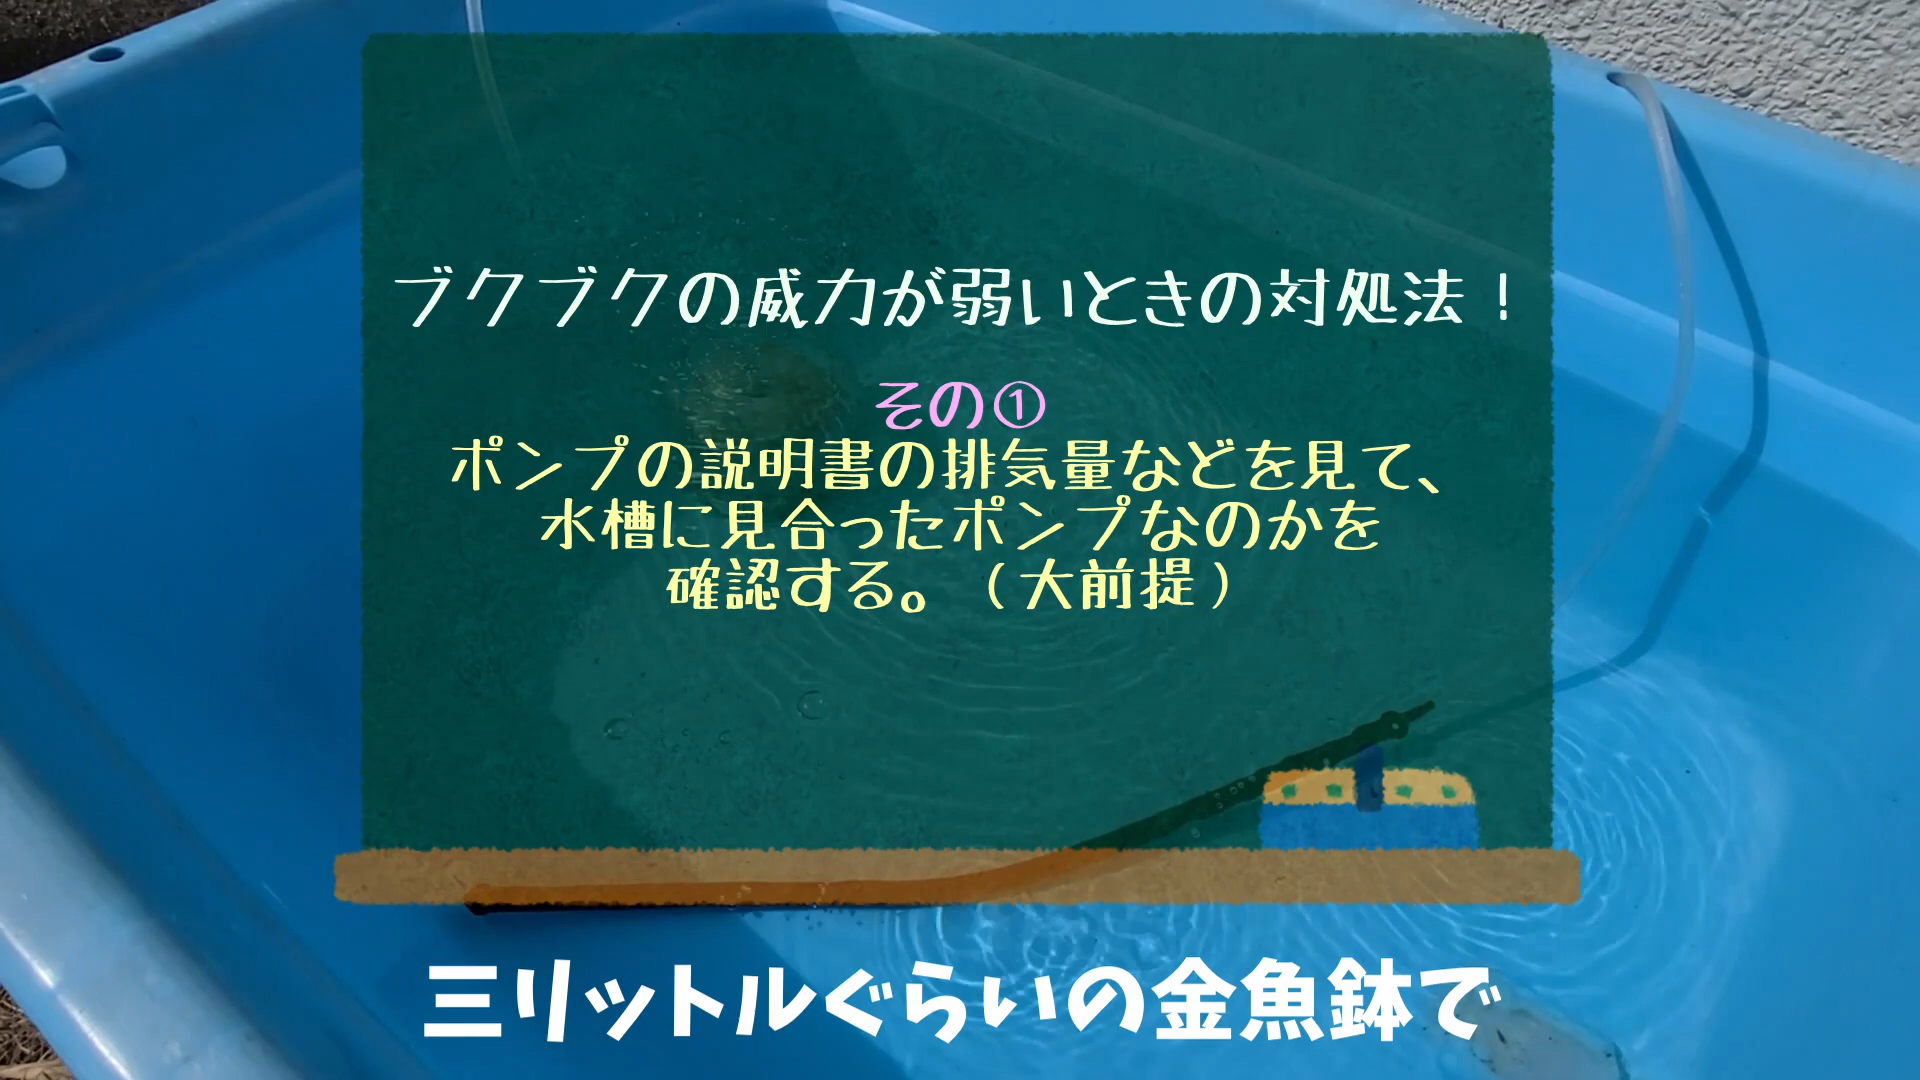 ブクブクの威力が弱いときの対処法！
その①
ポンプの説明書の排気量などを見て、
水槽に見合ったポンプなのかを
確認する。（大前提）
三リットルぐらいの金魚鉢で